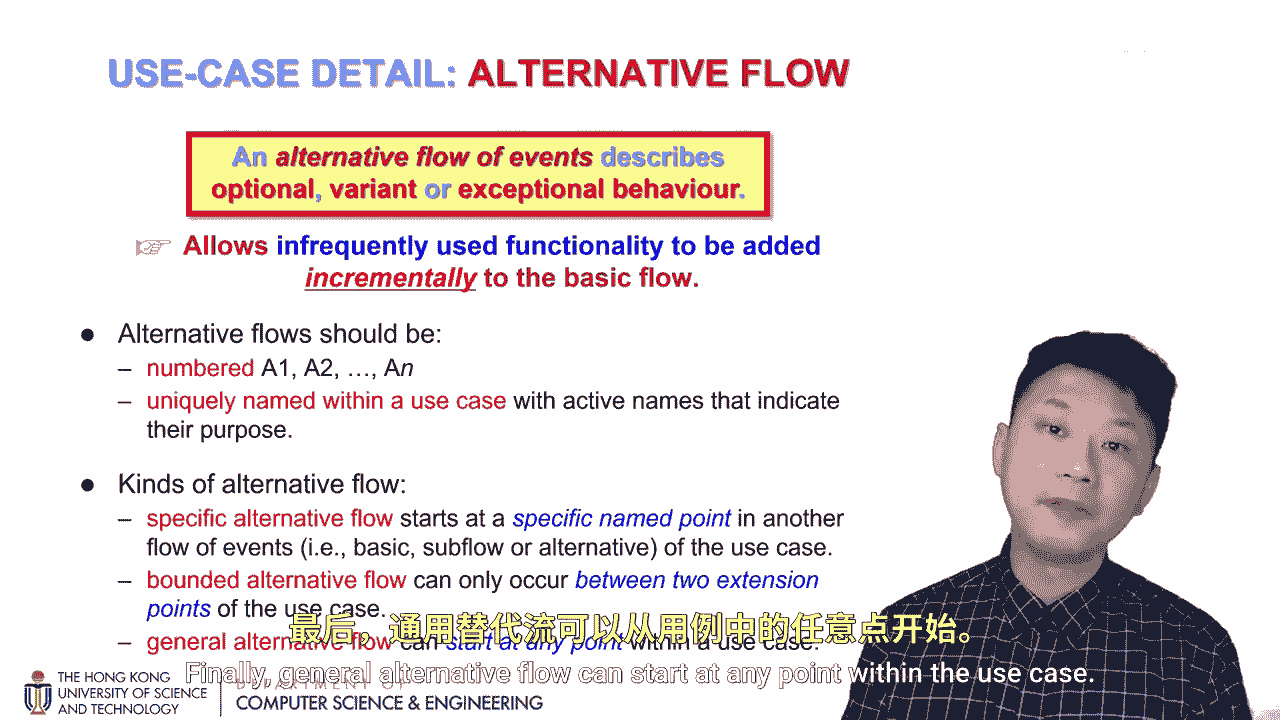 USE-CASE DETAIL: ALTERNATIVE FLOW
An alternative flow of events describes
optional, variant or exceptional behaviour.
☞ Allows infrequently used functionality to be added
incrementally to the basic flow.
● Alternative flows should be:
– numbered A1, A2, …, An
– uniquely named within a use case with active names that indicate
their purpose.
● Kinds of alternative flow:
– specific alternative flow starts at a specific named point in another
flow of events (i.e., basic, subflow or alternative) of the use case.
– bounded alternative flow can only occur between two extension
points of the use case.
– general alternative flow can start at any point within a use case.
最后，通用替代流可以从用例中的任意点开始。
Finally, general alternative flow can start at any point within the use case.
THE HONG KONG
UNIVERSITY OF SCIENCE
AND TECHNOLOGY
DEPARTMENT OF
COMPUTER SCIENCE & ENGINEERING